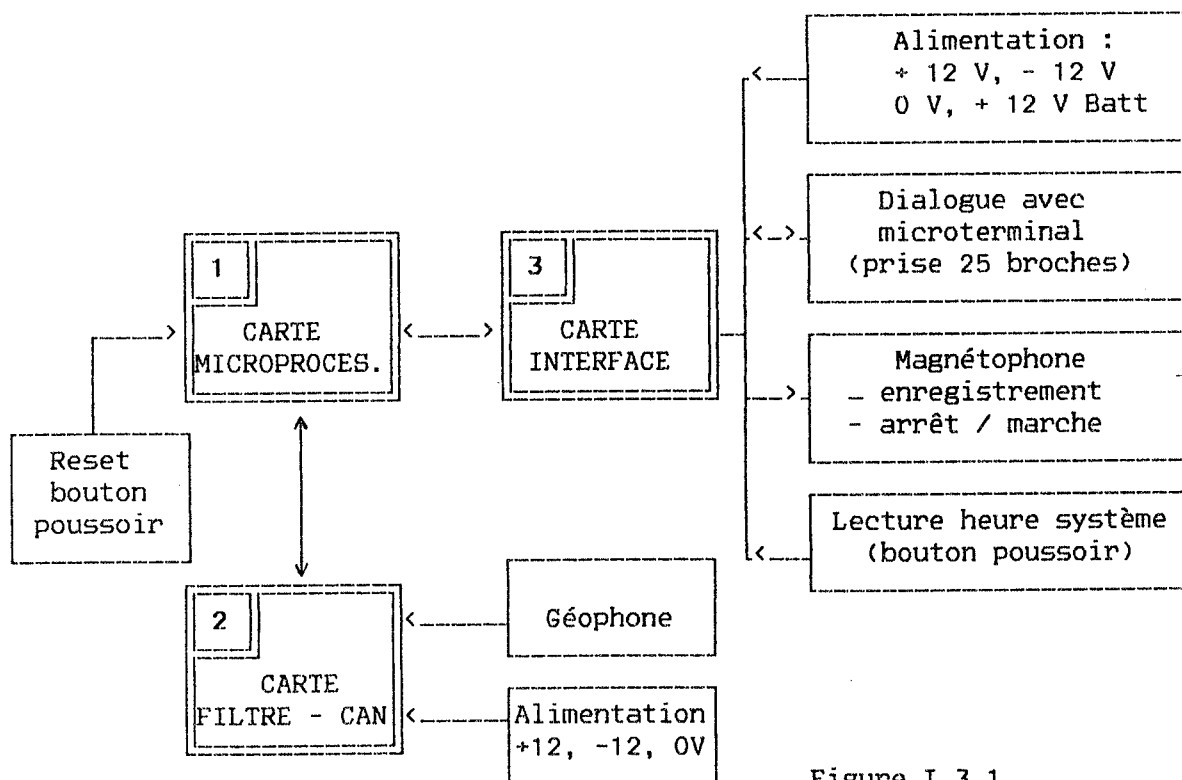 Alimentation :
+ 12 V, - 12 V
0 V, + 12 V Batt
Dialogue avec
microterminal
(prise 25 broches)
1
CARTE
MICROPROCES.
3
CARTE
INTERFACE
Magnétophone
_ enregistrement
- arrêt / marche
Reset
bouton
poussoir
Lecture heure système
(bouton poussoir)
2
CARTE
FILTRE - CAN
Géophone
Alimentation
+12, -12, 0V
Figure I.3.1